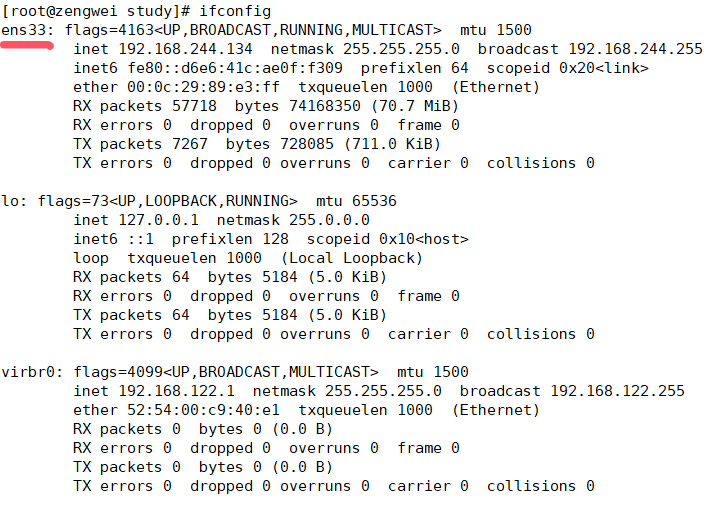 [root@zengwei study]# ifconfig
ens33: flags=4163<UP,BROADCAST,RUNNING,MULTICAST>  mtu 1500
        inet 192.168.244.134  netmask 255.255.255.0  broadcast 192.168.244.255
        inet6 fe80::d6e6:41c:ae0f:f309  prefixlen 64  scopeid 0x20<link>
        ether 00:0c:29:89:e3:ff  txqueuelen 1000  (Ethernet)
        RX packets 57718  bytes 74168350 (70.7 MiB)
        RX errors 0  dropped 0  overruns 0  frame 0
        TX packets 7267  bytes 728085 (711.0 KiB)
        TX errors 0  dropped 0 overruns 0  carrier 0  collisions 0

lo: flags=73<UP,LOOPBACK,RUNNING>  mtu 65536
        inet 127.0.0.1  netmask 255.0.0.0
        inet6 ::1  prefixlen 128  scopeid 0x10<host>
        loop  txqueuelen 1000  (Local Loopback)
        RX packets 64  bytes 5184 (5.0 KiB)
        RX errors 0  dropped 0  overruns 0  frame 0
        TX packets 64  bytes 5184 (5.0 KiB)
        TX errors 0  dropped 0 overruns 0  carrier 0  collisions 0

virbr0: flags=4099<UP,BROADCAST,MULTICAST>  mtu 1500
        inet 192.168.122.1  netmask 255.255.255.0  broadcast 192.168.122.255
        ether 52:54:00:c9:40:e1  txqueuelen 1000  (Ethernet)
        RX packets 0  bytes 0 (0.0 B)
        RX errors 0  dropped 0  overruns 0  frame 0
        TX packets 0  bytes 0 (0.0 B)
        TX errors 0  dropped 0 overruns 0  carrier 0  collisions 0